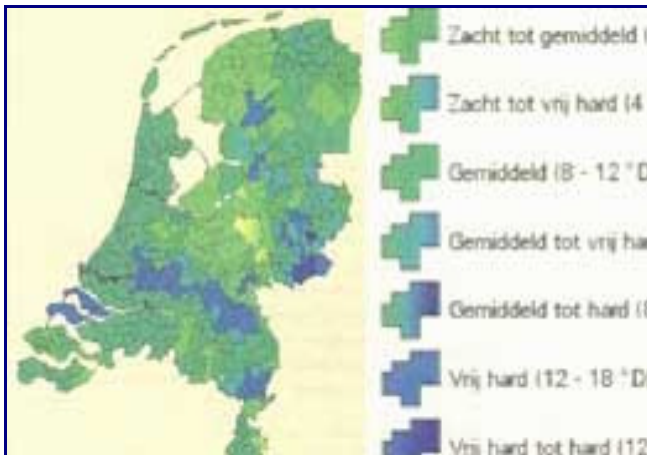 Zacht tot gemiddeld (
Zacht tot vrij hard (4
Gemiddeld (8 - 12 °D
Gemiddeld tot vrij ha
Gemiddeld tot hard (
Vrij hard (12 - 18 °D
Vrij hard tot hard (12